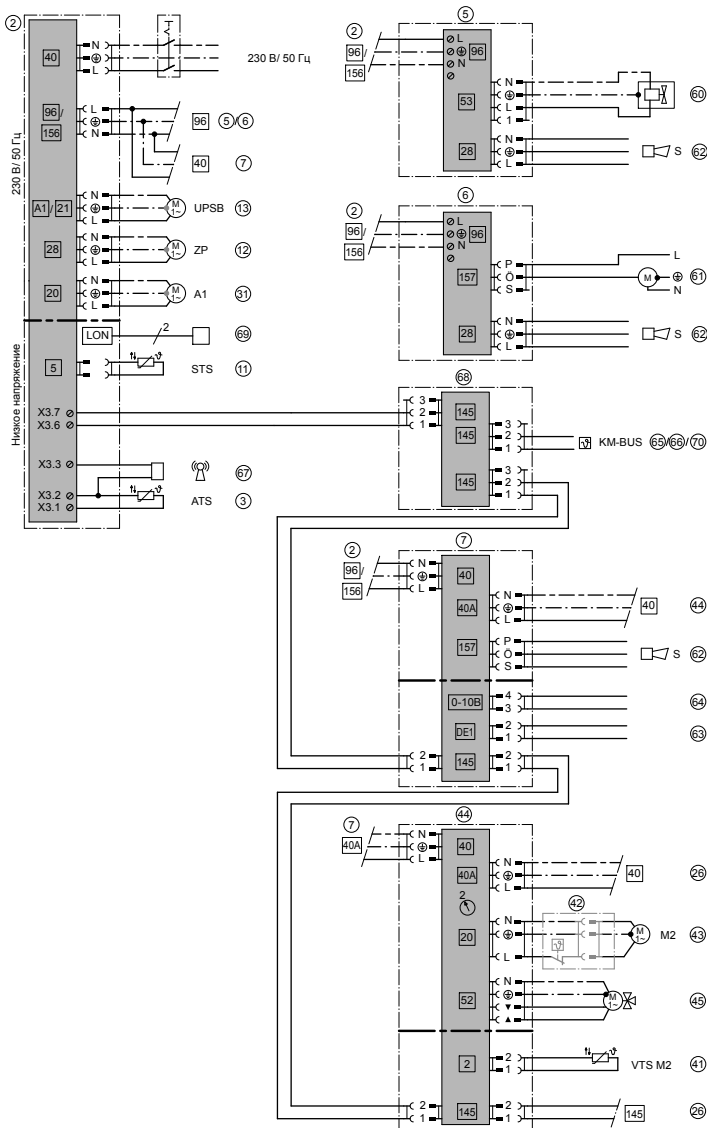 2
230 В/ 50 Гц
Низкое напряжение
40
N
L
230 В/ 50 Гц
96 /
156
L
N
96 5/6
40 7
A1 / 21
N
L
M
1~
UPSB 13
28
N
L
M
1~
ZP 12
20
N
L
M
1~
A1 31
LON
2
69
5
STS 11
X3.7
X3.6
X3.3
67
X3.2
X3.1
ATS 3
5
2
96 /
156
L
N
96
53
N
L
1
60
28
N
L
S 62
6
2
96 /
156
L
N
96
157
P
Ö
S
M
L
N
61
28
N
L
S 62
68
3
2
1
145
145
3
2
1
KM-BUS 65/66/70
145
3
2
1
7
2
96 /
156
N
L
40
40A
N
L
40 44
157
P
Ö
S
S 62
0-10В
4
3
64
DE1
2
1
63
2
1
145
2
1
44
7
40A
N
L
40
40A
N
L
40 26
2
42
20
N
L
M
1~
M2 43
52
N
L
M
1~
45
2
2
1
VTS M2 41
2
1
145
2
1
145 26